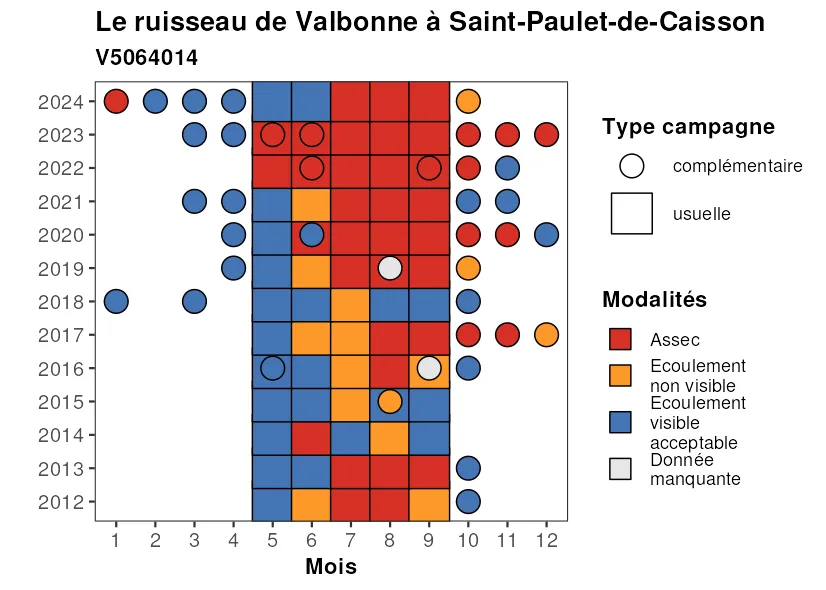 Le ruisseau de Valbonne à Saint-Paulet-de-Caisson
V5064014
2024
2023
2022
2021
2020
2019
2018
2017
2016
2015
2014
2013
2012
1 2 3 4 5 6 7 8 9 10 11 12
Mois
Type campagne
complémentaire
usuelle
Modalités
Assec
Ecoulement
non visible
Ecoulement
visible
acceptable
Donnée
manquante